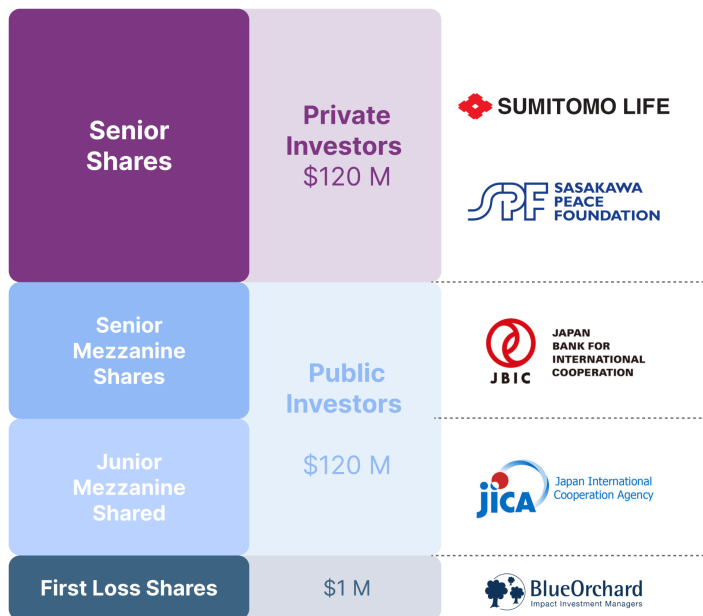 Senior
Shares
Private
Investors
$120 M
SUMITOMO LIFE
SPF
SASAKAWA
PEACE
FOUNDATION
Senior
Mezzanine
Shares
Public
Investors
$120 M
JBIC
JAPAN
BANK FOR
INTERNATIONAL
COOPERATION
Junior
Mezzanine
Shared
jICA
Japan International
Cooperation Agency
First Loss Shares
$1 M
BlueOrchard
Impact Investment Managers